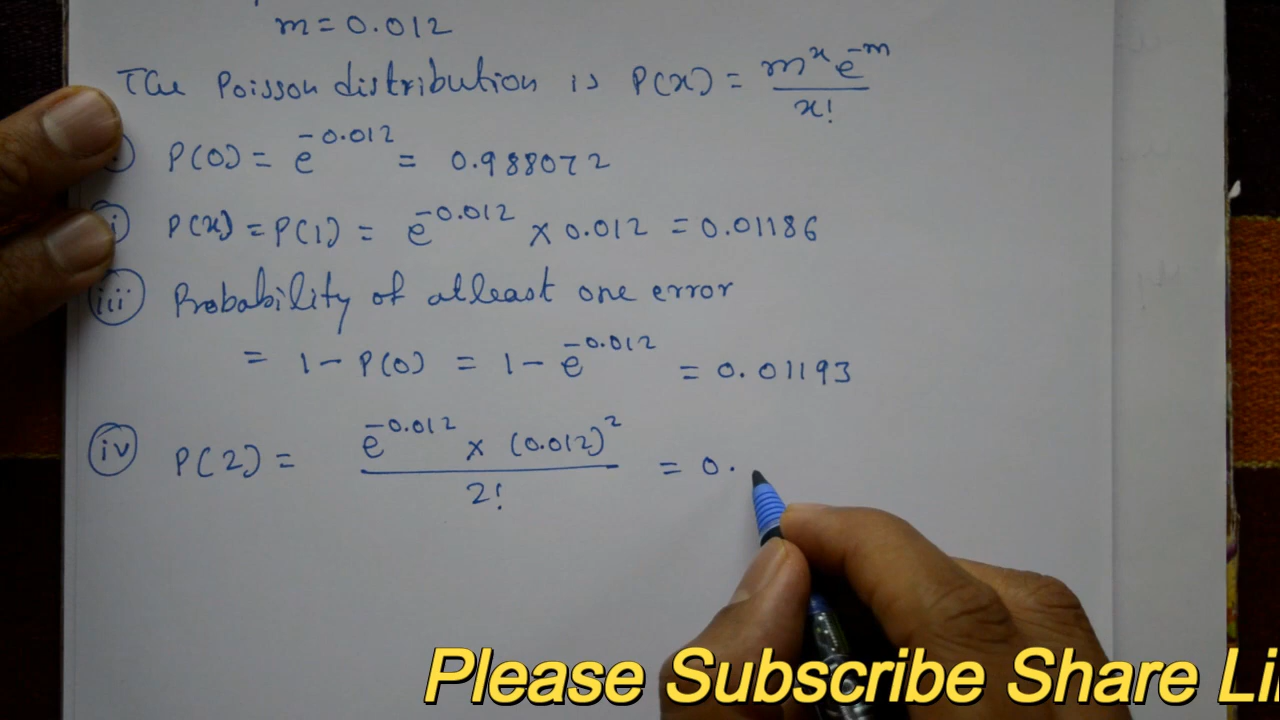 m = 0.012
The Poisson distribution is P(x) = m^x e^-m / x!
P(0) = e^-0.012 = 0.988072
P(x) = P(1) = e^-0.012 × 0.012 = 0.01186
(iii) Probability of atleast one error
= 1 - P(0) = 1 - e^-0.012 = 0.01193
(iv) P(2) = e^-0.012 × (0.012)^2 / 2! = 0.
Please Subscribe Share Li